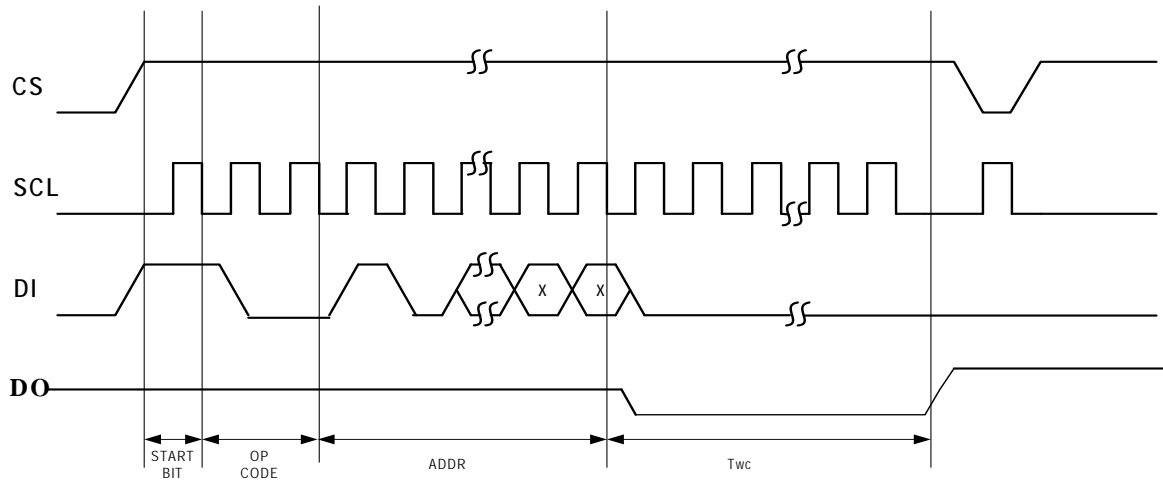 CS
SCL
DI
X X
DO
START BIT
OP CODE
ADDR
Twc